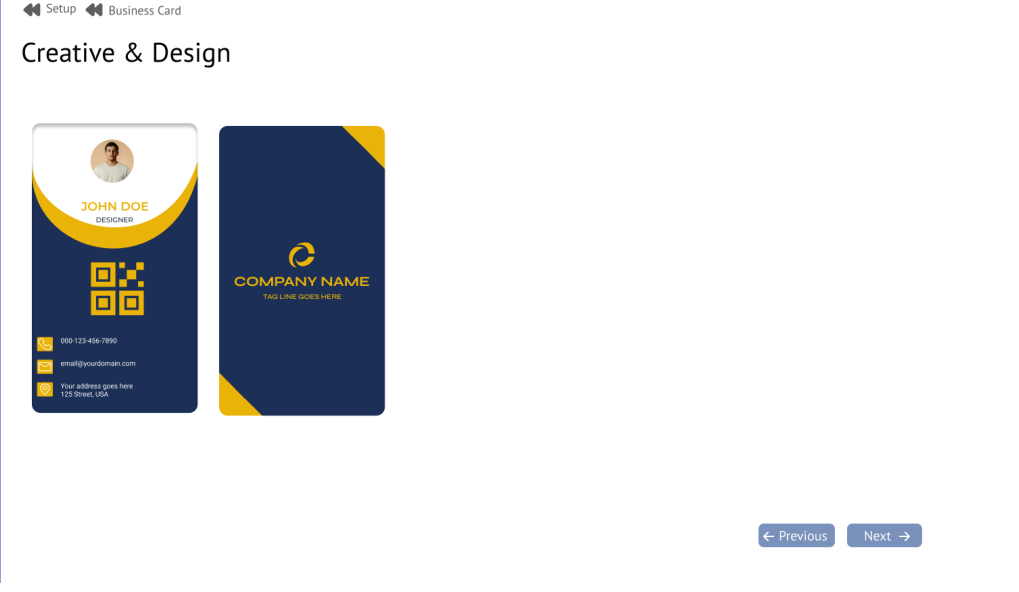 Setup Business Card
Creative & Design
JOHN DOE
DESIGNER
000-123-456-7890
email@yourdomain.com
Your address goes here
125 Street, USA
COMPANY NAME
TAG LINE GOES HERE
Previous
Next